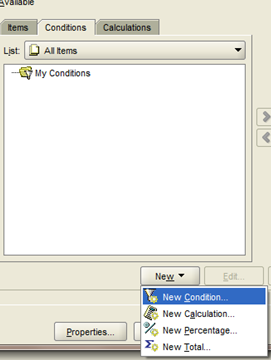 Available
Items Conditions Calculations
List: All Items
My Conditions
New Edit...
New Condition...
New Calculation...
New Percentage...
New Total...
Properties...